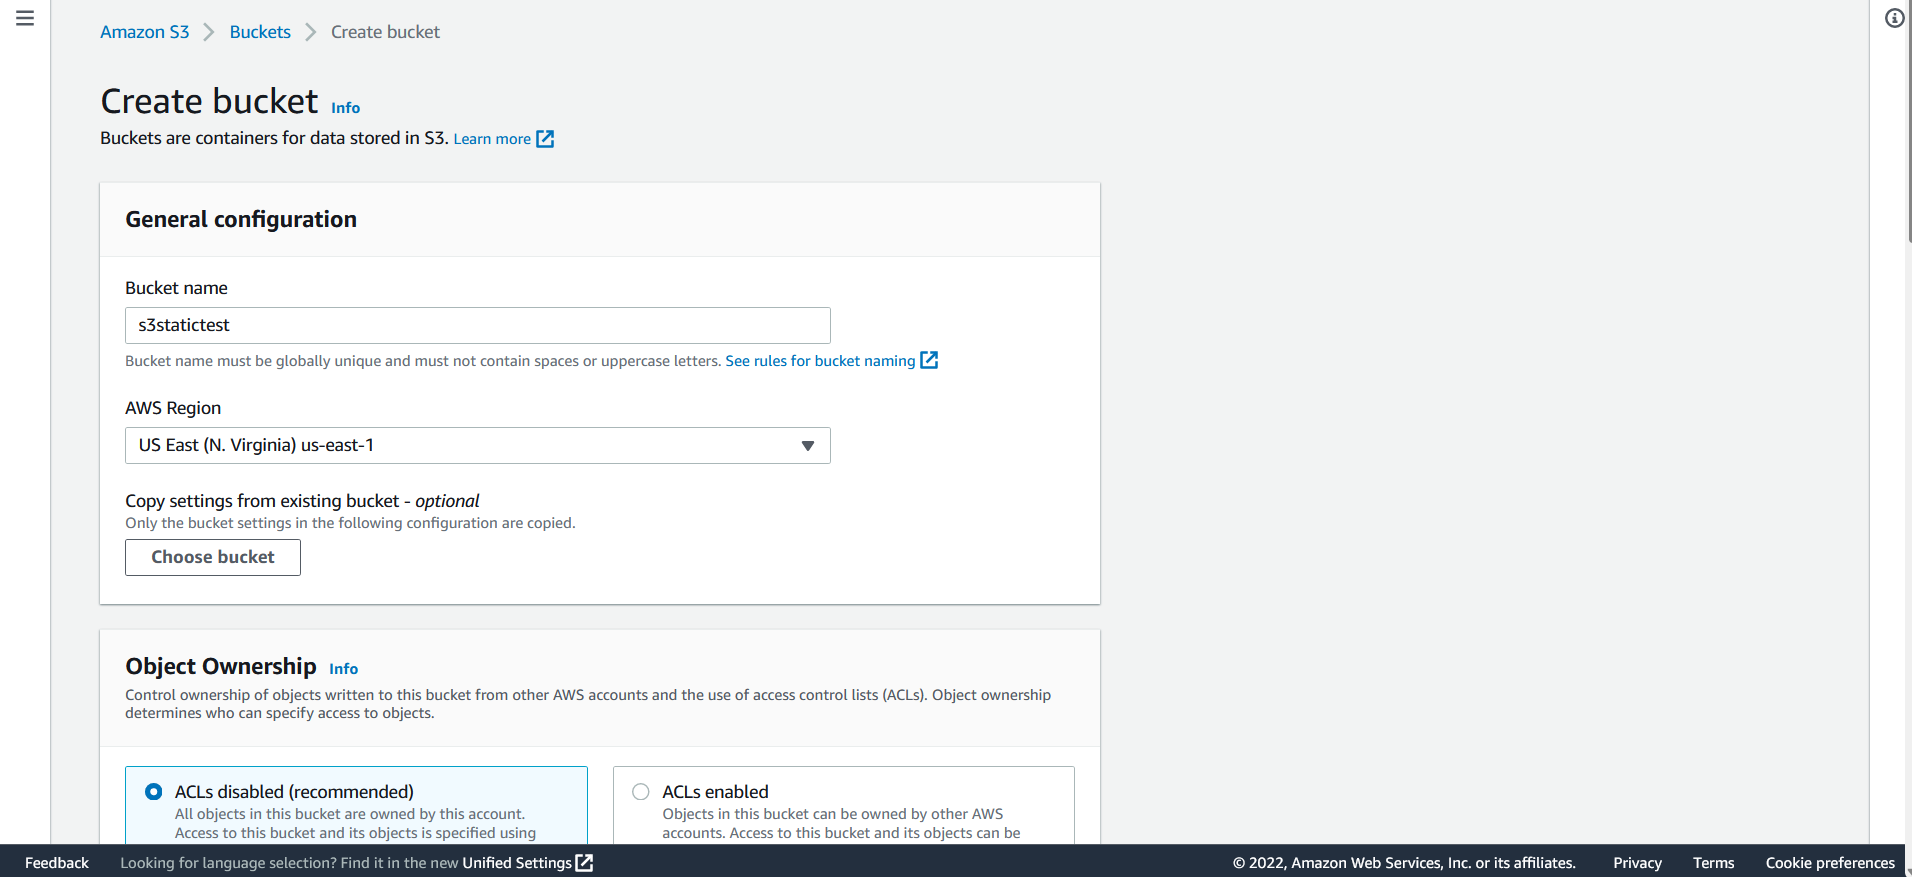 Amazon S3 > Buckets > Create bucket
Create bucket Info
Buckets are containers for data stored in S3. Learn more
General configuration
Bucket name
s3statictest
Bucket name must be globally unique and must not contain spaces or uppercase letters. See rules for bucket naming
AWS Region
US East (N. Virginia) us-east-1
Copy settings from existing bucket - optional
Only the bucket settings in the following configuration are copied.
Choose bucket
Object Ownership Info
Control ownership of objects written to this bucket from other AWS accounts and the use of access control lists (ACLs). Object ownership
determines who can specify access to objects.
ACLs disabled (recommended)
All objects in this bucket are owned by this account.
Access to this bucket and its objects is specified using
ACLs enabled
Objects in this bucket can be owned by other AWS
accounts. Access to this bucket and its objects can be
Feedback Looking for language selection? Find it in the new Unified Settings © 2022, Amazon Web Services, Inc. or its affiliates. Privacy Terms Cookie preferences